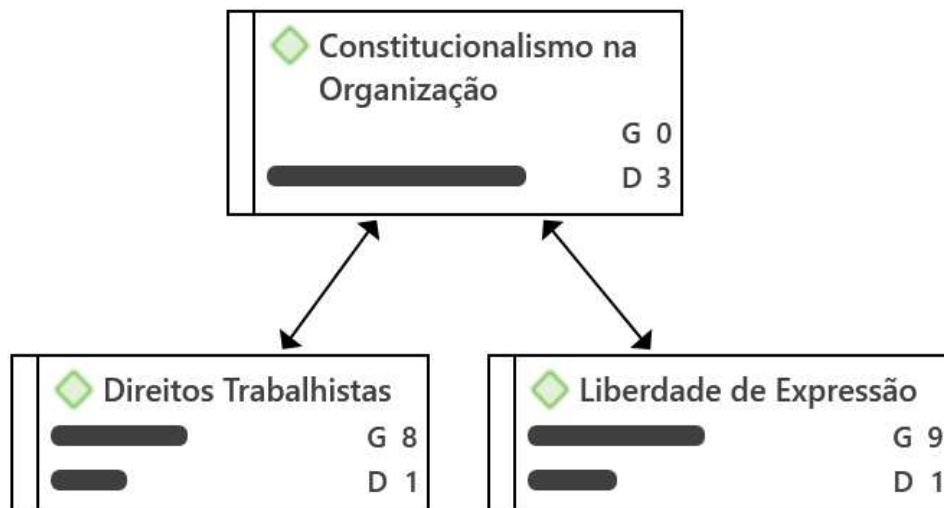 Constitucionalismo na
Organização
G 0
D 3
Direitos Trabalhistas
G 8
D 1
Liberdade de Expressão
G 9
D 1